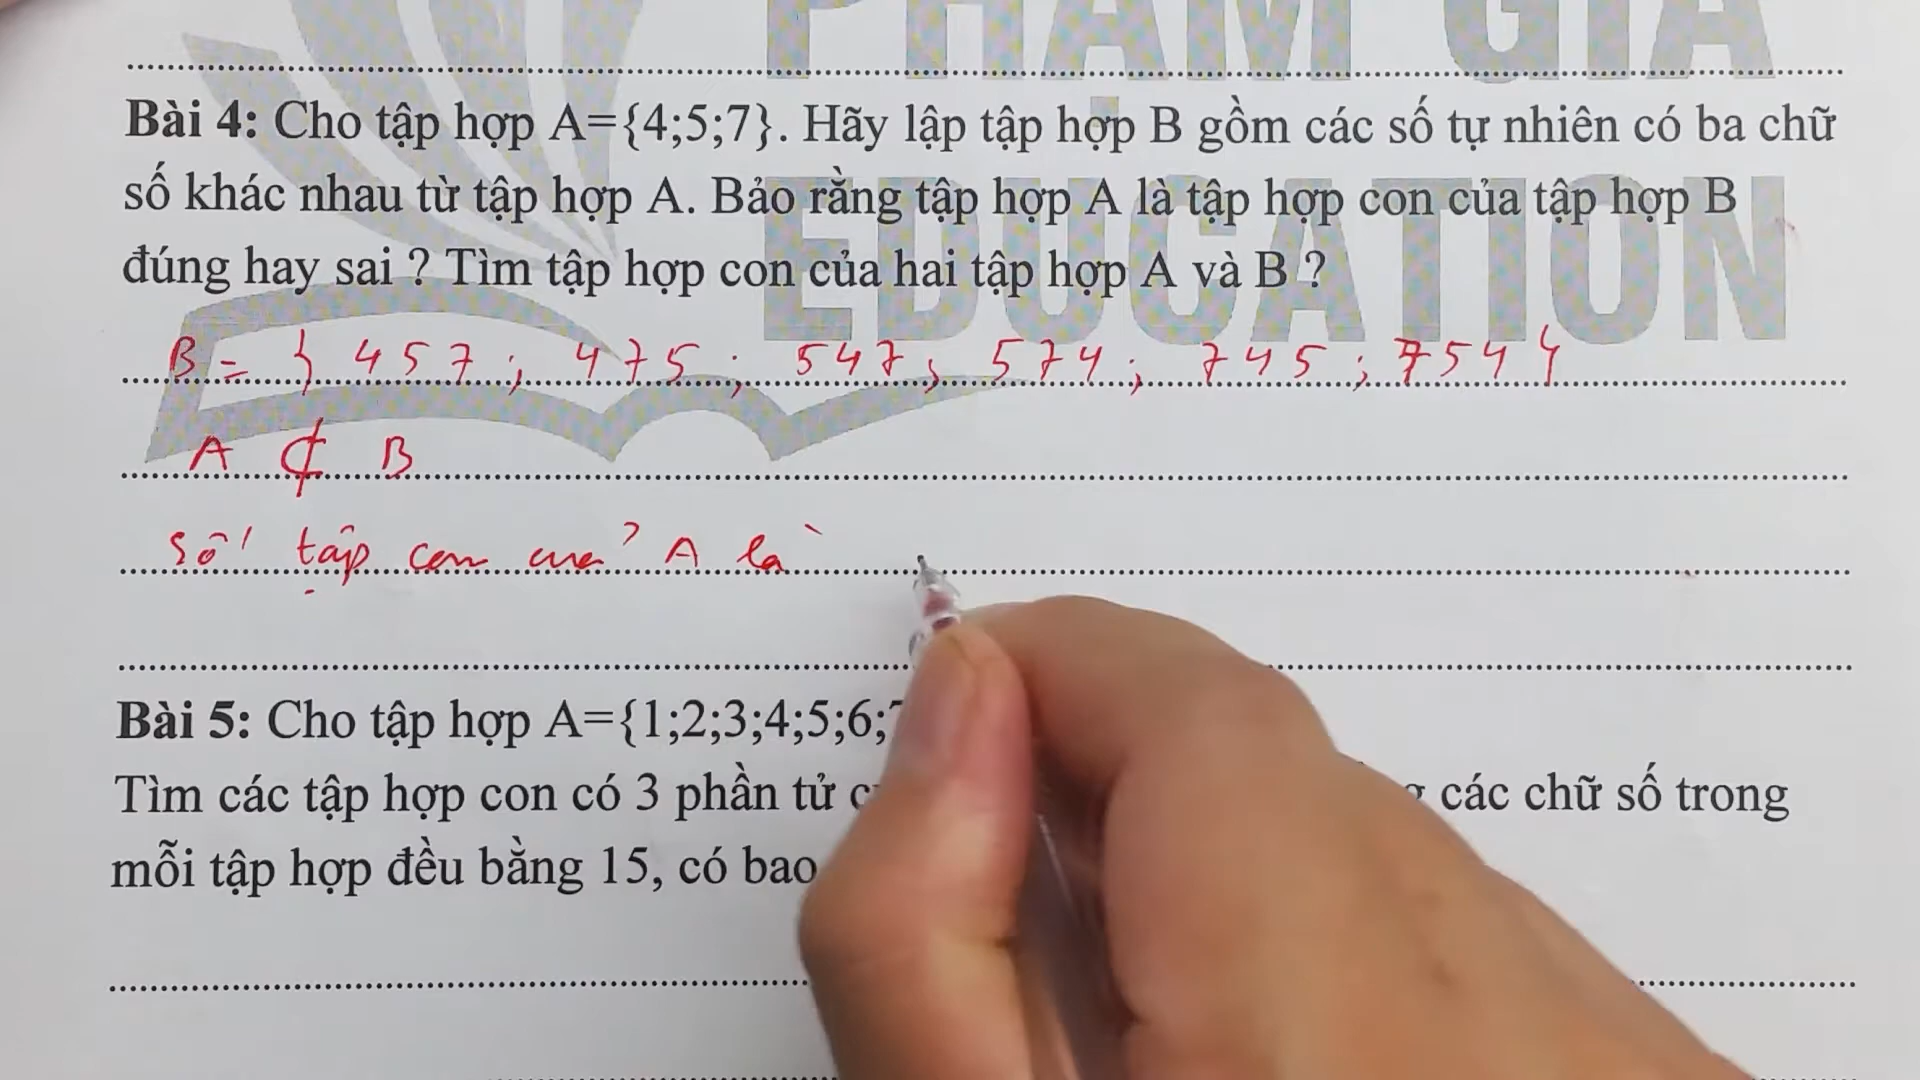 PHẠM GIA
EDUCATION
Bài 4: Cho tập hợp A={4;5;7}. Hãy lập tập hợp B gồm các số tự nhiên có ba chữ
số khác nhau từ tập hợp A. Bảo rằng tập hợp A là tập hợp con của tập hợp B
đúng hay sai ? Tìm tập hợp con của hai tập hợp A và B ?
B = { 457 ; 475 ; 547 ; 574 ; 745 ; 754 }
A ⊄ B
Số tập con của A là
Bài 5: Cho tập hợp A={1;2;3;4;5;6;
Tìm các tập hợp con có 3 phần tử các chữ số trong
mỗi tập hợp đều bằng 15, có bao